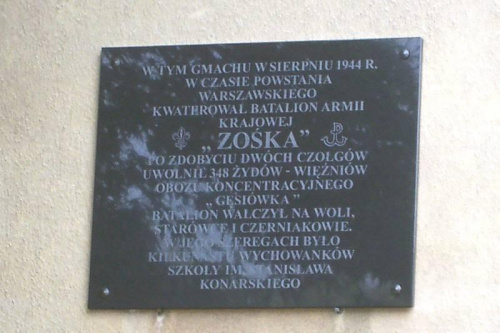 W TYM GMACHU W SIERPNIU 1944 R.
W CZASIE POWSTANIA
WARSZAWSKIEGO
KWATEROWAŁ BATALION ARMII
KRAJOWEJ
„ZOŚKA”
PO ZDOBYCIU DWÓCH CZOŁGÓW
UWOLNIŁ 348 ŻYDÓW - WIĘŹNIÓW
OBOZU KONCENTRACYJNEGO
„ GĘSIÓWKA ”
BATALION WALCZYŁ NA WOLI,
STARÓWCE I CZERNIAKOWIE.
W JEGO SZEREGACH BYŁO
KILKUNASTU WYCHOWANKÓW
SZKOŁY IM. STANISŁAWA
KONARSKIEGO